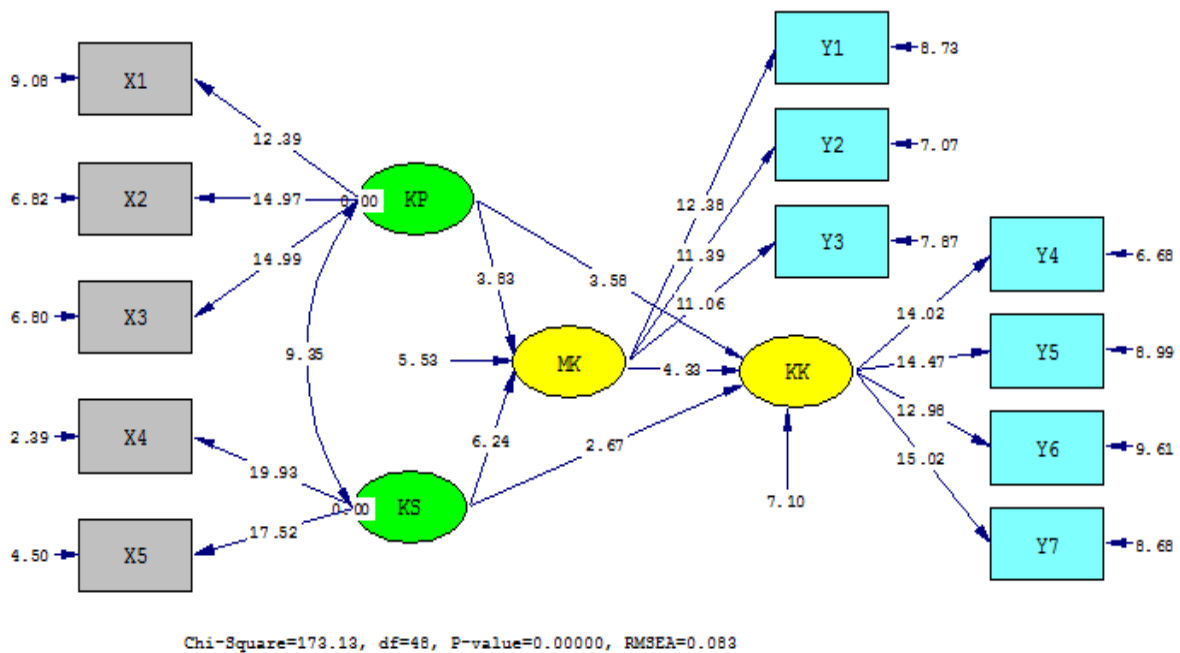 9.08
X1
12.39
6.82
X2
14.97
0.00
KP
14.99
6.80
X3
9.35
2.39
X4
19.93
0.00
KS
17.52
4.50
X5
3.83
3.58
5.53
MK
4.33
6.24
2.67
KK
7.10
12.38
11.39
11.06
Y1
8.73
Y2
7.07
Y3
7.87
14.02
14.47
12.98
15.02
Y4
6.68
Y5
8.99
Y6
9.61
Y7
8.68
Chi-Square=173.13, df=48, P-value=0.00000, RMSEA=0.083